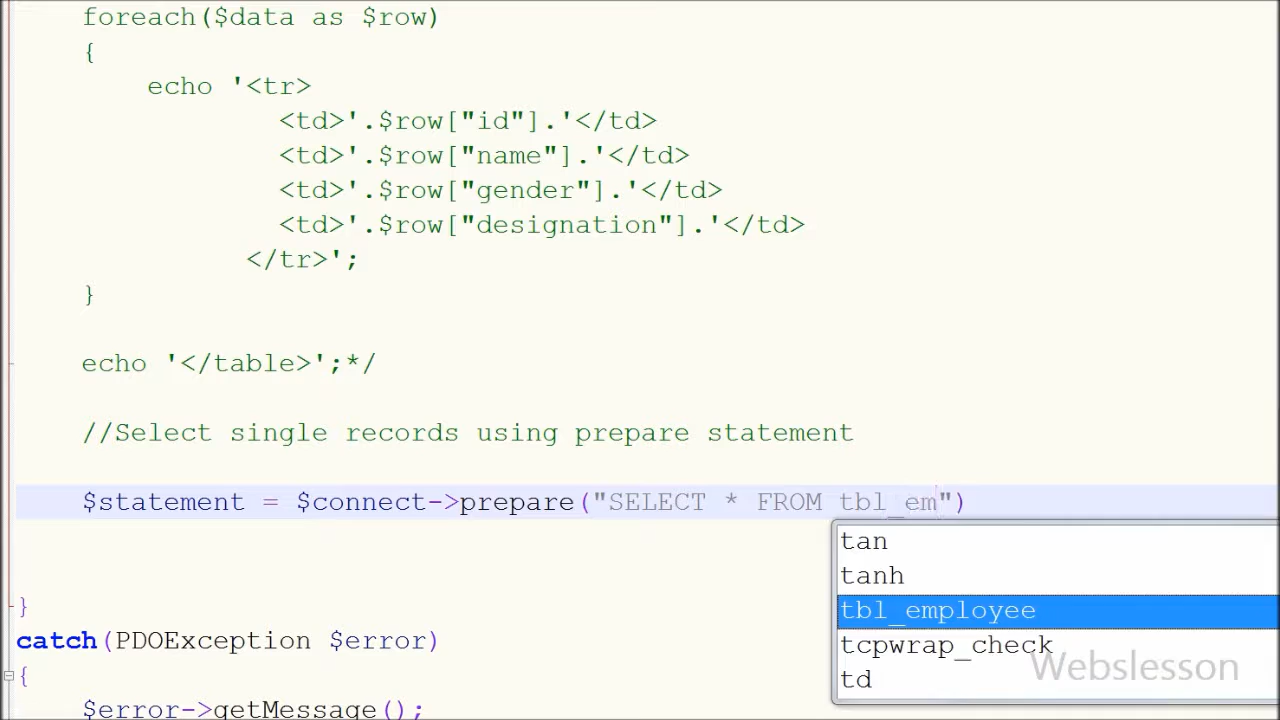 foreach($data as $row)
{
echo '<tr>
<td>'.$row["id"].'</td>
<td>'.$row["name"].'</td>
<td>'.$row["gender"].'</td>
<td>'.$row["designation"].'</td>
</tr>';
}
echo '</table>';*/
//Select single records using prepare statement
$statement = $connect->prepare("SELECT * FROM tbl_em")
tan
tanh
tbl_employee
tcpwrap_check
td
}
catch(PDOException $error)
{
$error->getMessage();
Webslesson